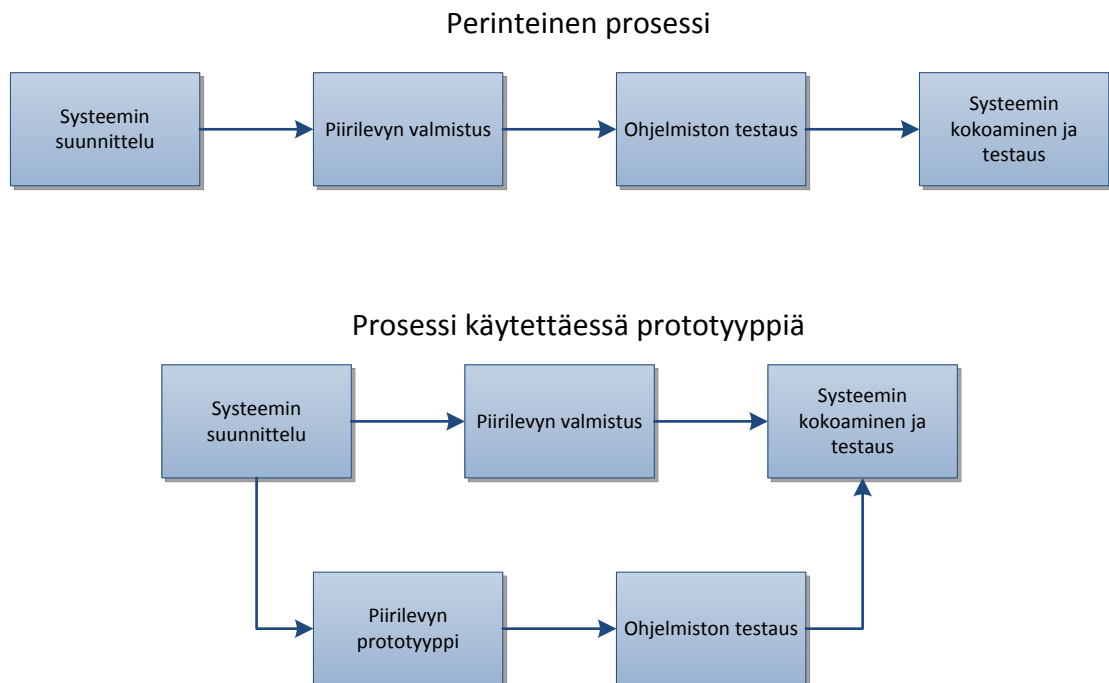 Perinteinen prosessi
Systeemin
suunnittelu
Piirilevyn valmistus
Ohjelmiston testaus
Systeemin
kokoaminen ja
testaus
Prosessi käytettäessä prototyyppiä
Systeemin
suunnittelu
Piirilevyn valmistus
Systeemin
kokoaminen ja
testaus
Piirilevyn
prototyyppi
Ohjelmiston testaus